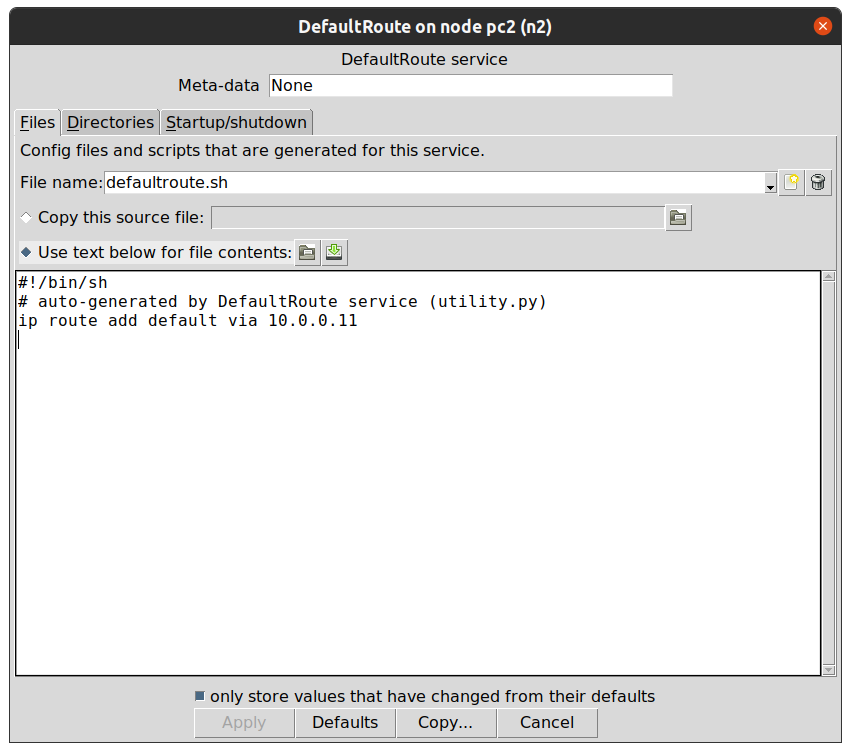 DefaultRoute on node pc2 (n2)
DefaultRoute service
Meta-data None
Files Directories Startup/shutdown
Config files and scripts that are generated for this service.
File name: defaultroute.sh
Copy this source file:
Use text below for file contents:
#!/bin/sh
# auto-generated by DefaultRoute service (utility.py)
ip route add default via 10.0.0.11
only store values that have changed from their defaults
Apply Defaults Copy... Cancel